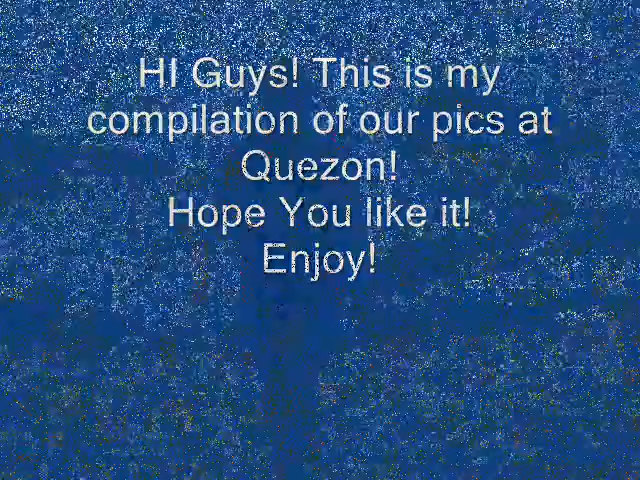 HI Guys! This is my
compilation of our pics at
Quezon!
Hope You like it!
Enjoy!